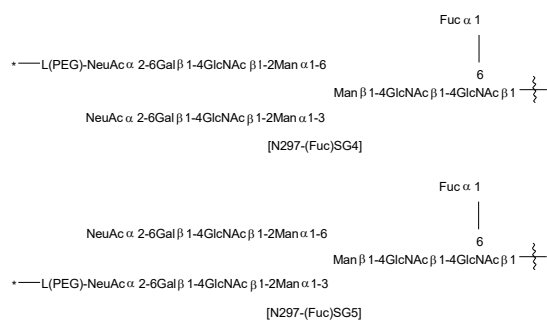 Fuc α 1
* L(PEG)-NeuAc α 2-6Gal β 1-4GlcNAc β 1-2Man α 1-6
6
Man β 1-4GlcNAc β 1-4GlcNAc β 1
NeuAc α 2-6Gal β 1-4GlcNAc β 1-2Man α 1-3
[N297-(Fuc)SG4]
Fuc α 1
NeuAc α 2-6Gal β 1-4GlcNAc β 1-2Man α 1-6
6
Man β 1-4GlcNAc β 1-4GlcNAc β 1
* L(PEG)-NeuAc α 2-6Gal β 1-4GlcNAc β 1-2Man α 1-3
[N297-(Fuc)SG5]